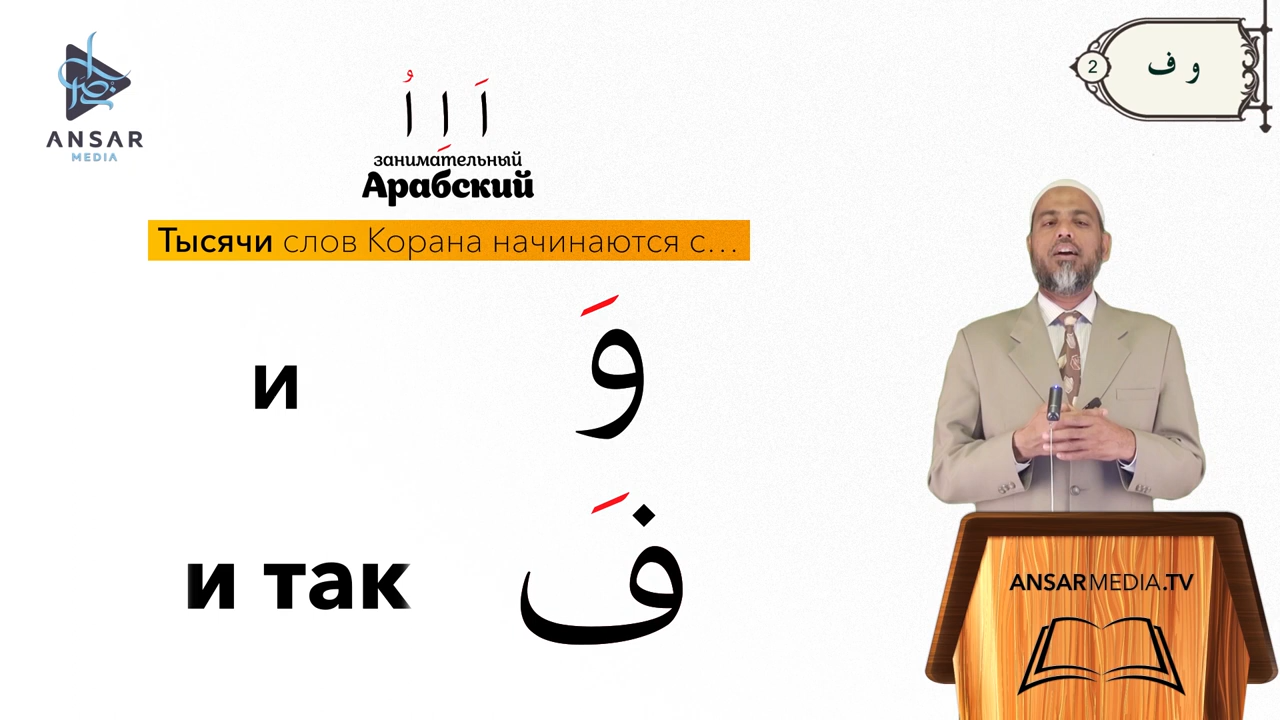 ANSAR
MEDIA
اَ اِ اُ
занимательный
Арабский
2
و ف
Тысячи слов Корана начинаются с...
и
وَ
и так
فَ
ANSARMEDIA.TV